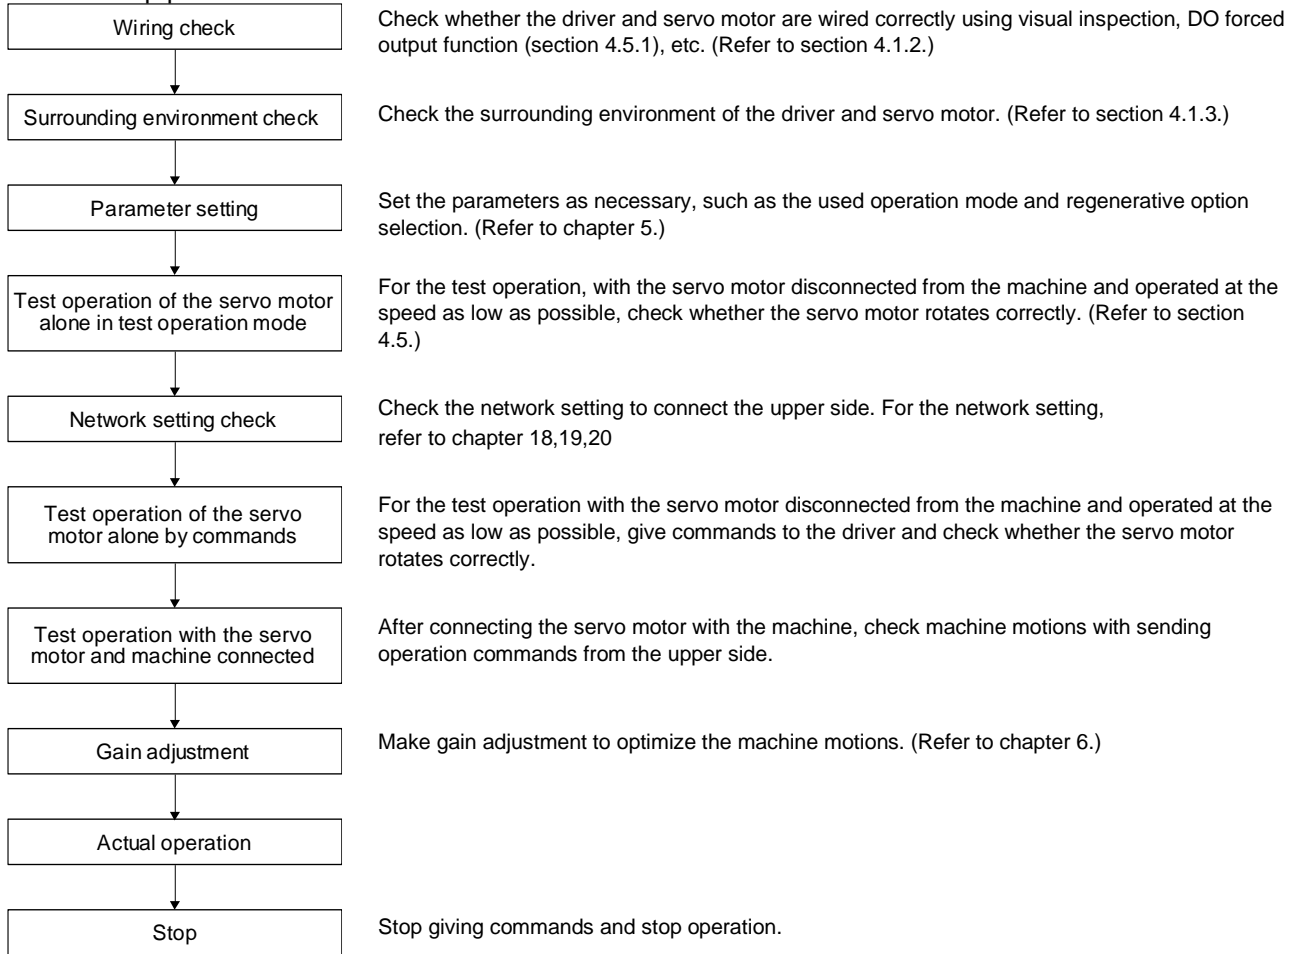 Wiring check
Check whether the driver and servo motor are wired correctly using visual inspection, DO forced
output function (section 4.5.1), etc. (Refer to section 4.1.2.)
Surrounding environment check
Check the surrounding environment of the driver and servo motor. (Refer to section 4.1.3.)
Parameter setting
Set the parameters as necessary, such as the used operation mode and regenerative option
selection. (Refer to chapter 5.)
Test operation of the servo motor
alone in test operation mode
For the test operation, with the servo motor disconnected from the machine and operated at the
speed as low as possible, check whether the servo motor rotates correctly. (Refer to section
4.5.)
Network setting check
Check the network setting to connect the upper side. For the network setting,
refer to chapter 18,19,20
Test operation of the servo
motor alone by commands
For the test operation with the servo motor disconnected from the machine and operated at the
speed as low as possible, give commands to the driver and check whether the servo motor
rotates correctly.
Test operation with the servo
motor and machine connected
After connecting the servo motor with the machine, check machine motions with sending
operation commands from the upper side.
Gain adjustment
Make gain adjustment to optimize the machine motions. (Refer to chapter 6.)
Actual operation
Stop
Stop giving commands and stop operation.